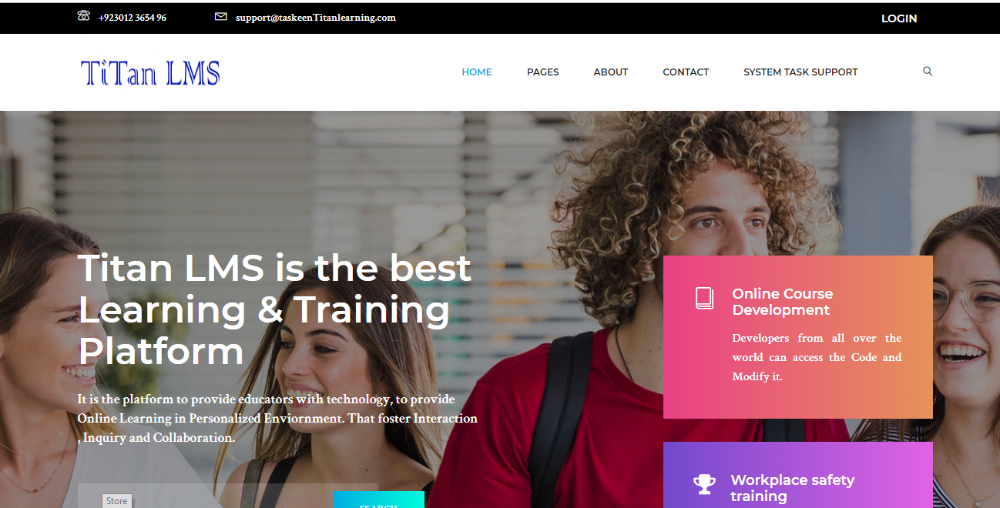 +923012 3654 96
support@taskeenTitanlearning.com
LOGIN
TiTan LMS
HOME
PAGES
ABOUT
CONTACT
SYSTEM TASK SUPPORT
Titan LMS is the best
Learning & Training
Platform
It is the platform to provide educators with technology, to provide
Online Learning in Personalized Enviornment. That foster Interaction
, Inquiry and Collaboration.
Store
SEARCH
Online Course
Development
Developers from all over the
world can access the Code and
Modify it.
Workplace safety
training